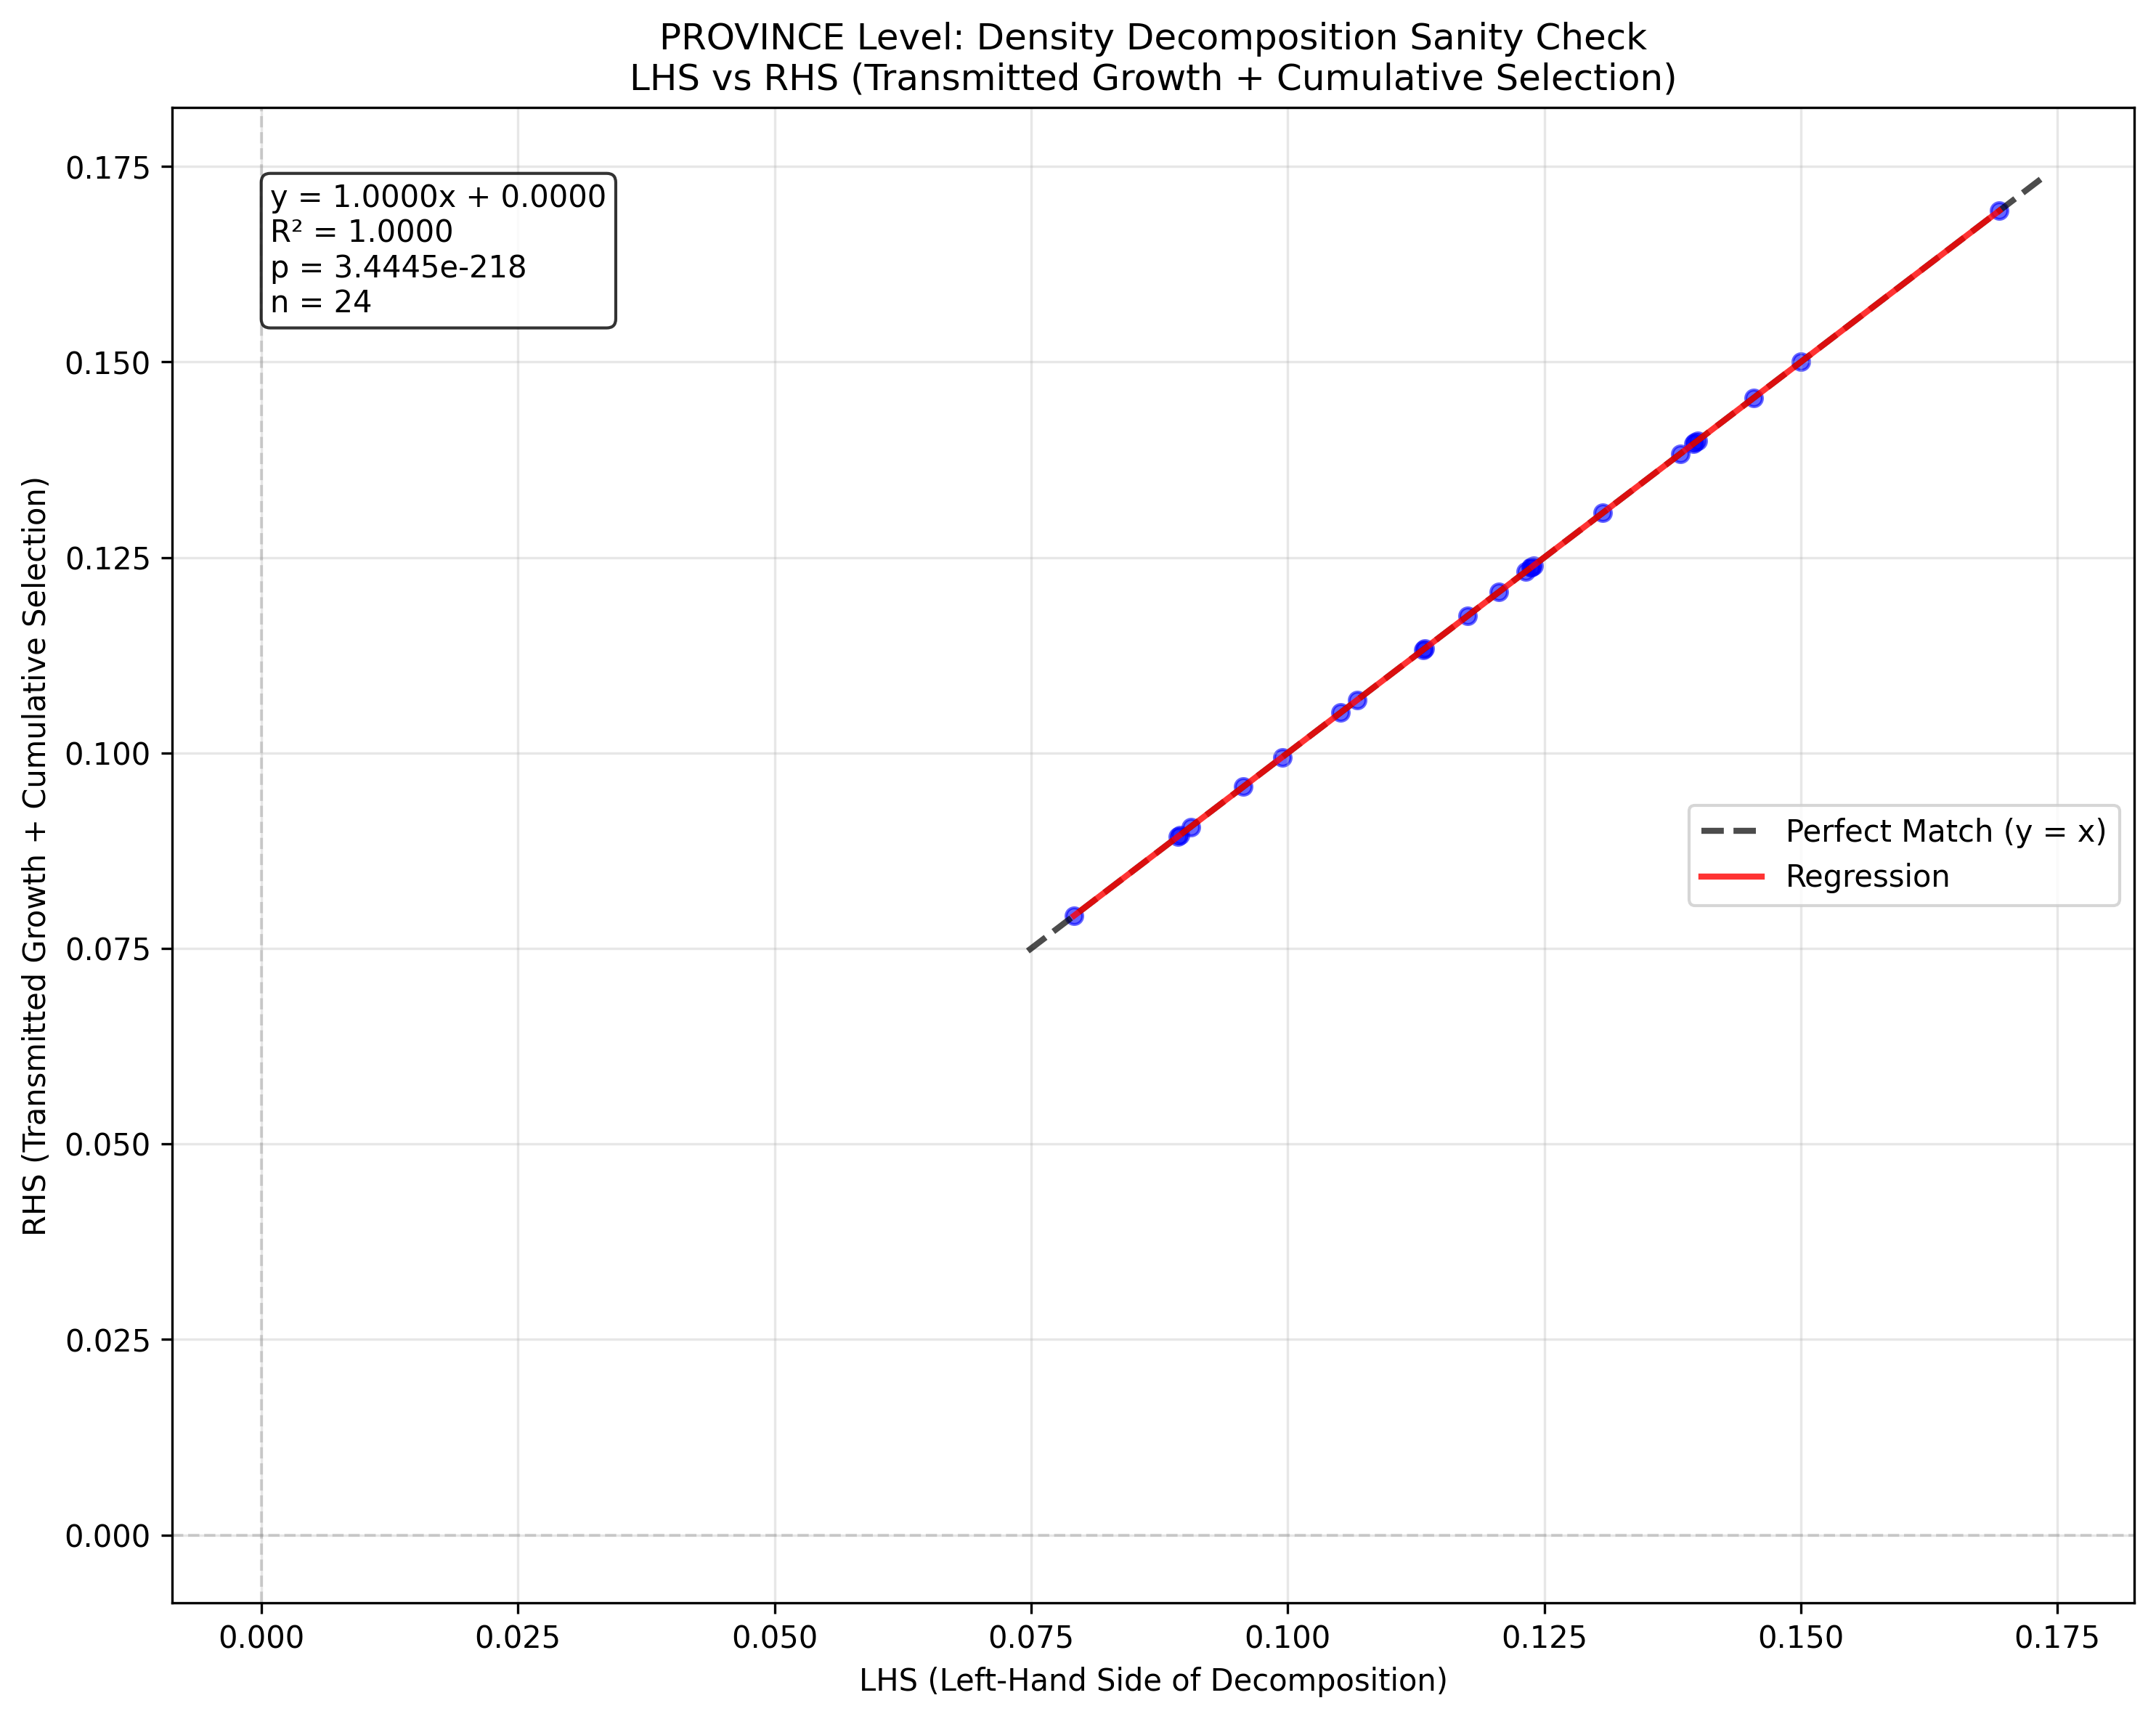 PROVINCE Level: Density Decomposition Sanity Check
LHS vs RHS (Transmitted Growth + Cumulative Selection)
y = 1.0000x + 0.0000
R² = 1.0000
p = 3.4445e-218
n = 24
RHS (Transmitted Growth + Cumulative Selection)
0.175
0.150
0.125
0.100
0.075
0.050
0.025
0.000
Perfect Match (y = x)
Regression
0.000 0.025 0.050 0.075 0.100 0.125 0.150 0.175
LHS (Left-Hand Side of Decomposition)